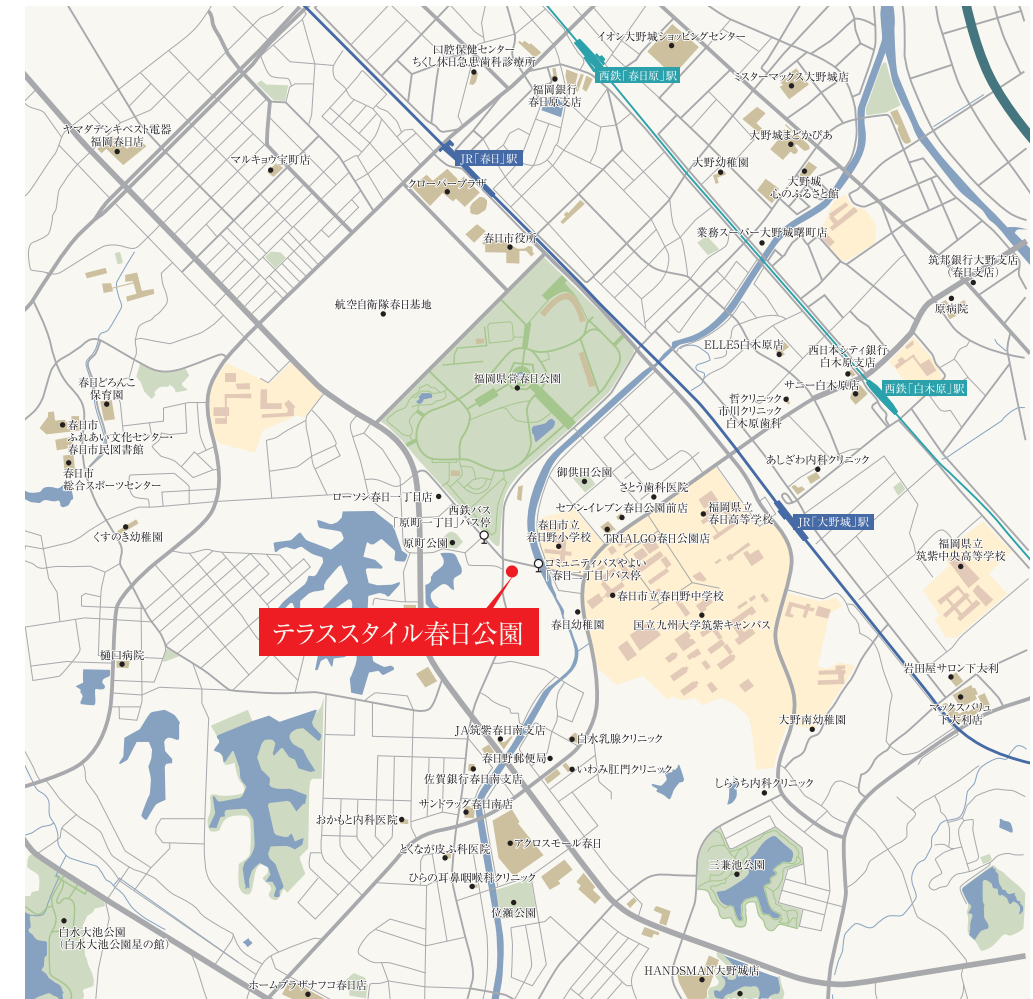 イオン大野城ショッピングセンター
口腔保健センター
ちくし休日急患歯科診療所
西鉄「春日原」駅
ミスターマックス大野城店
福岡銀行
春日原支店
ヤマダデンキベスト電器
福岡春日店
大野城まどかぴあ
マルキョウ宝町店
JR「春日」駅
大野幼稚園
クローバープラザ
大野城
心のふるさと館
春日市役所
業務スーパー大野城曙町店
筑邦銀行大野支店
（春日支店）
航空自衛隊春日基地
原病院
ELLE5白木原店
西日本シティ銀行
白木原支店
福岡県営春日公園
春日どろんこ
保育園
サニー白木原店
西鉄「白木原」駅
哲クリニック
市川クリニック
白木原歯科
春日市
ふれあい文化センター・
春日市民図書館
春日市
総合スポーツセンター
あしざわ内科クリニック
御供田公園
さとう歯科医院
ローソン春日一丁目店
西鉄バス
「原町一丁目」バス停
セブン-イレブン春日公園前店
福岡県立
春日高等学校
JR「大野城」駅
くすのき幼稚園
春日市立
春日野小学校
TRIALGO春日公園店
原町公園
福岡県立
筑紫中央高等学校
コミュニティバスやよい
「春日二丁目」バス停
春日市立春日野中学校
春日幼稚園
国立九州大学筑紫キャンパス
テラススタイル春日公園
樋口病院
岩田屋サロン下大利
マックスバリュ
下大利店
大野南幼稚園
JA筑紫春日南支店
白水乳腺クリニック
春日野郵便局
いわみ肛門クリニック
佐賀銀行春日南支店
しらうち内科クリニック
サンドラッグ春日南店
おかもと内科医院
アクロスモール春日
とくなが皮ふ科医院
三兼池公園
ひらの耳鼻咽喉科クリニック
位瀬公園
白水大池公園
（白水大池公園星の館）
HANDSMAN大野城店
ホームプラザナフコ春日店